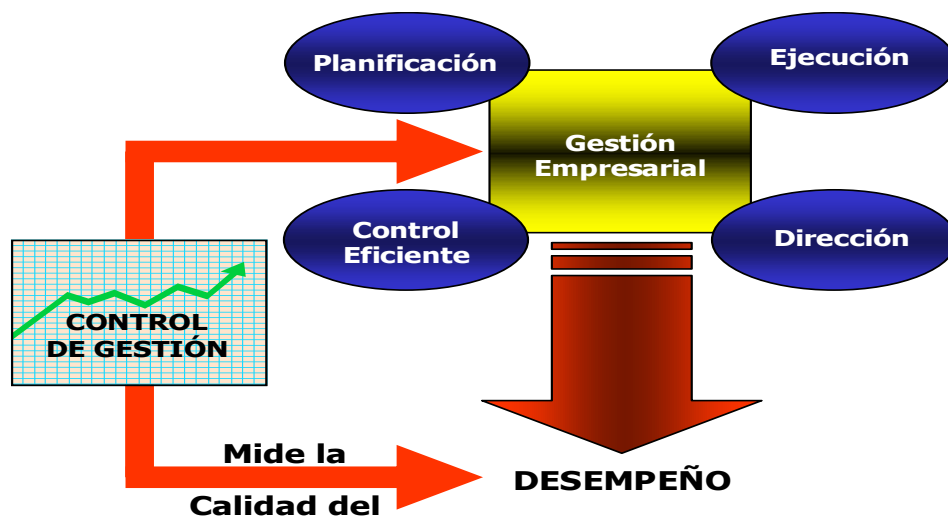 Planificación
Ejecución
Gestión
Empresarial
Control
Eficiente
Dirección
CONTROL
DE GESTIÓN
Mide la
Calidad del
DESEMPEÑO